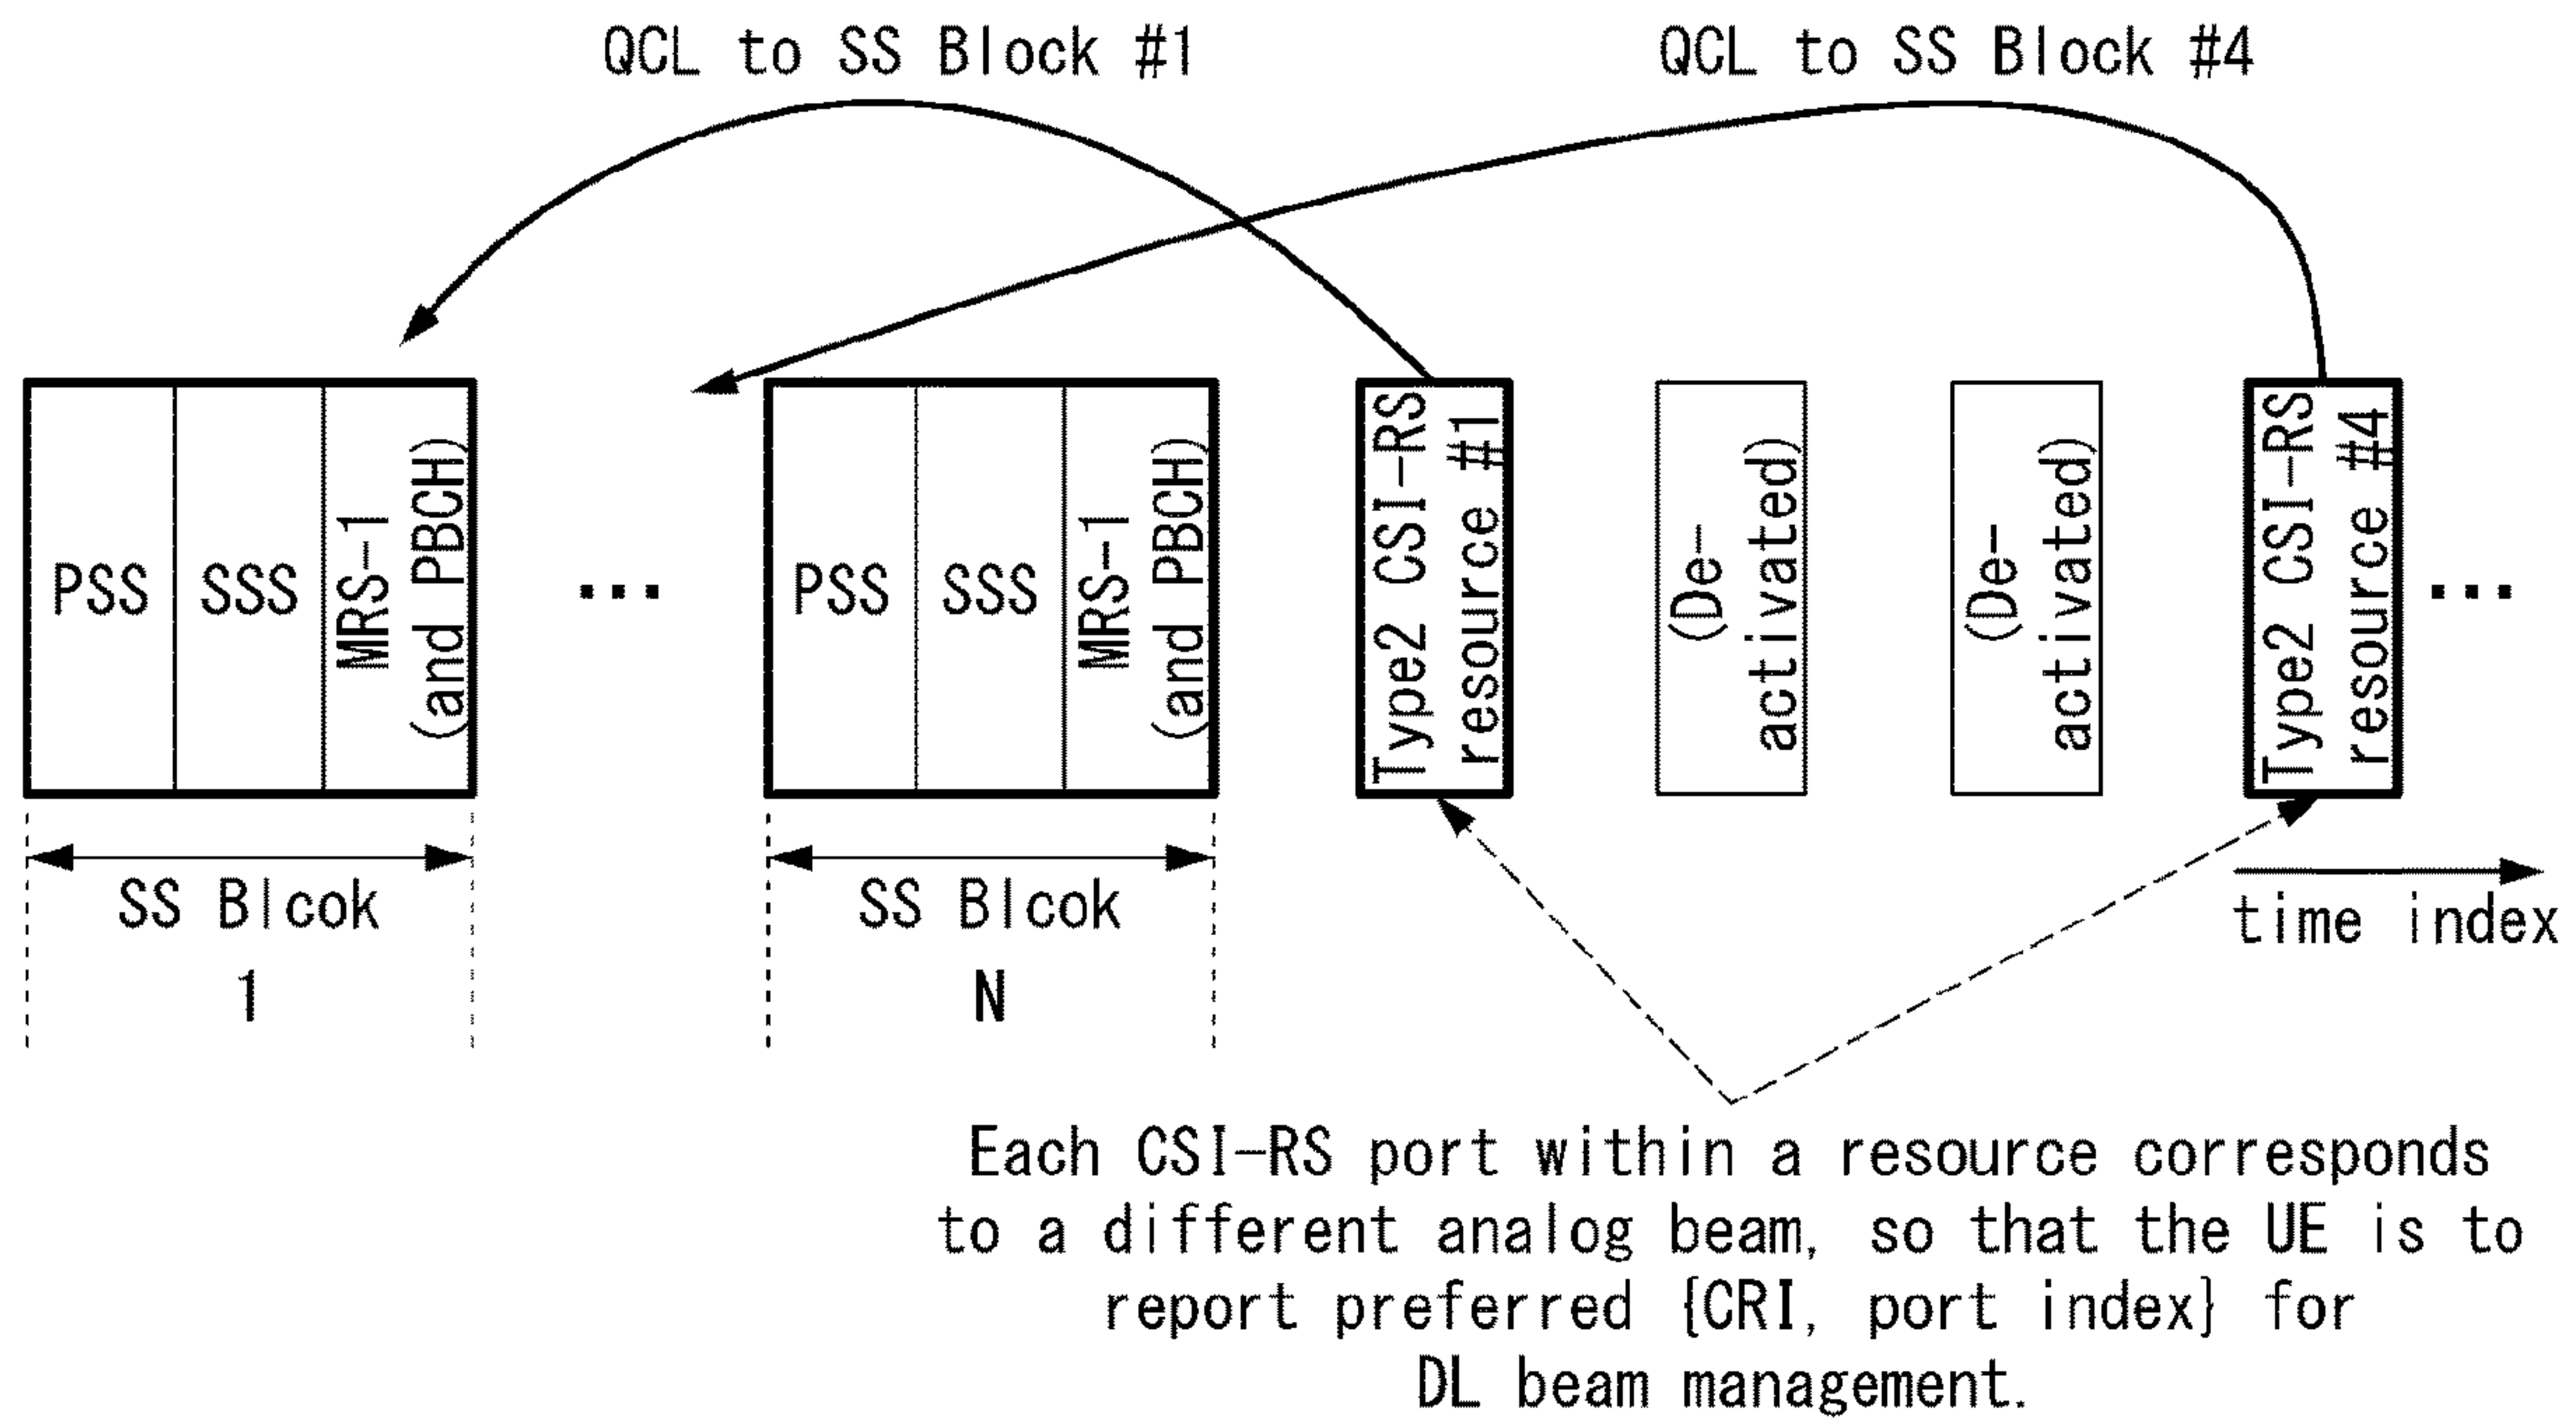 QCL to SS Block #1
QCL to SS Block #4
PSS
SSS
MRS-1
(and PBCH)
...
PSS
SSS
MRS-1
(and PBCH)
Type2 CSI-RS
resource #1
(De-
activated)
(De-
activated)
Type2 CSI-RS
resource #4
...
SS Blcok
1
SS Blcok
N
time index
Each CSI-RS port within a resource corresponds
to a different analog beam, so that the UE is to
report preferred {CRI, port index} for
DL beam management.